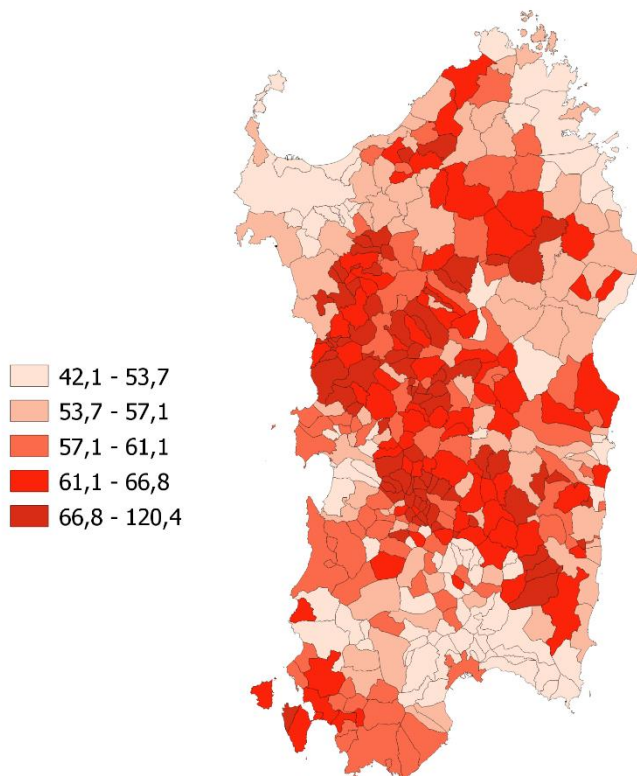 42,1 - 53,7
53,7 - 57,1
57,1 - 61,1
61,1 - 66,8
66,8 - 120,4